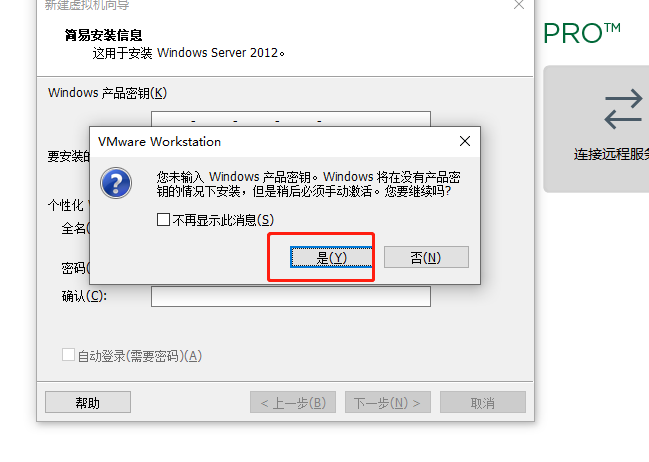 新建虚拟机向导
PRO™
简易安装信息
这用于安装 Windows Server 2012。
Windows 产品密钥(K)
- - - -
连接远程服务
要安装的
VMware Workstation
您未输入 Windows 产品密钥。Windows 将在没有产品密
钥的情况下安装，但是稍后必须手动激活。您要继续吗?
不再显示此消息(S)
是(Y)
否(N)
个性化 W
全名(
密码(
确认(C):
自动登录(需要密码)(A)
帮助
< 上一步(B)
下一步(N) >
取消